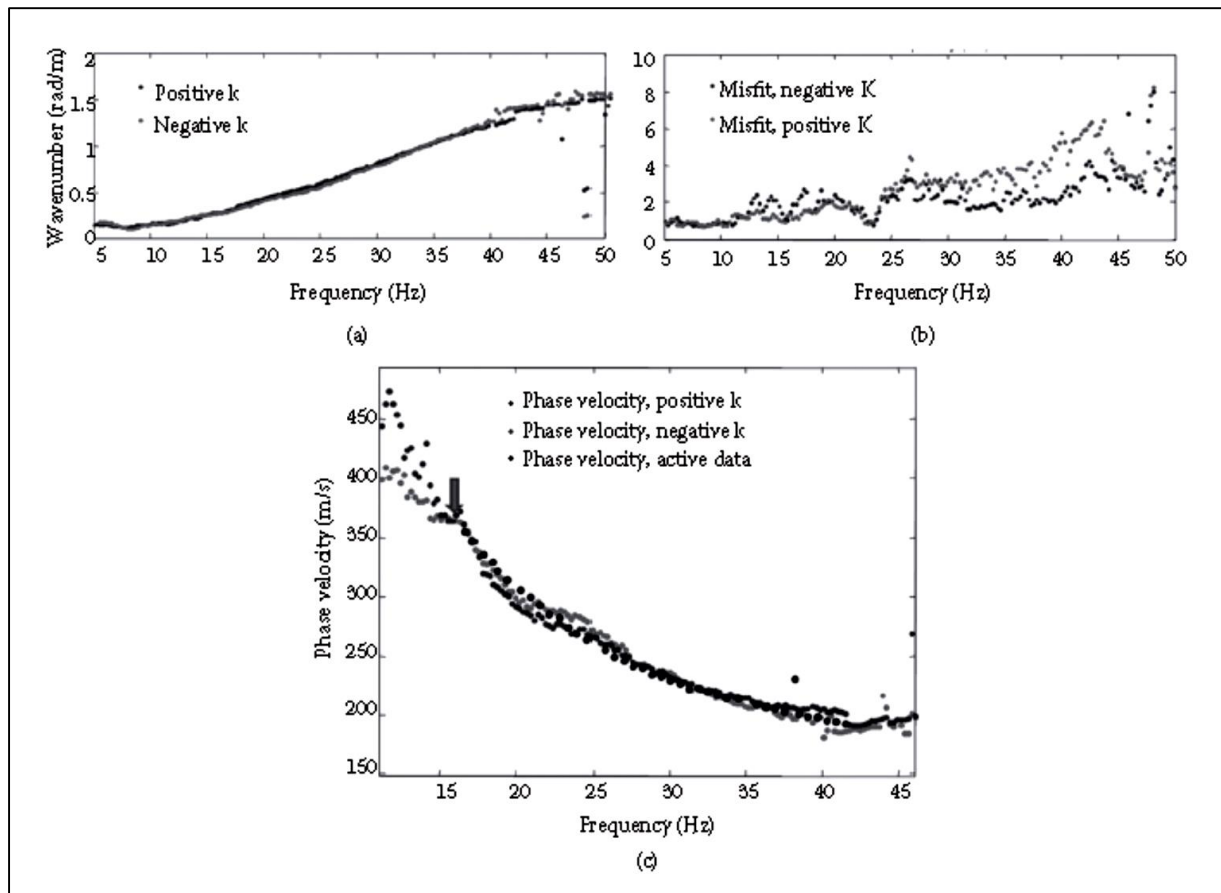 2
1.5
1
0.5
0
Wavenumber (rad/m)
Positive k
Negative k
5 10 15 20 25 30 35 40 45 50
Frequency (Hz)
(a)
10
8
6
4
2
0
Misfit, negative K
Misfit, positive K
5 10 15 20 25 30 35 40 45 50
Frequency (Hz)
(b)
450
400
350
300
250
200
150
Phase velocity (m/s)
Phase velocity, positive k
Phase velocity, negative k
Phase velocity, active data
15 20 25 30 35 40 45
Frequency (Hz)
(c)